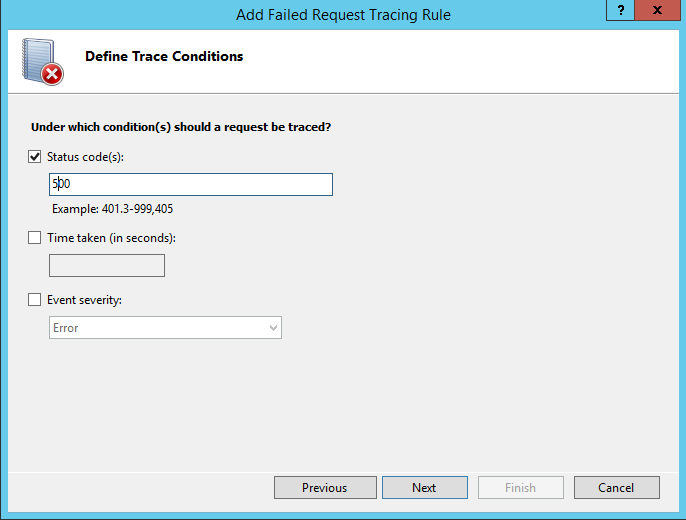 Add Failed Request Tracing Rule
?
x
Define Trace Conditions
Under which condition(s) should a request be traced?
Status code(s):
500
Example: 401.3-999,405
Time taken (in seconds):
Event severity:
Error
Previous Next Finish Cancel